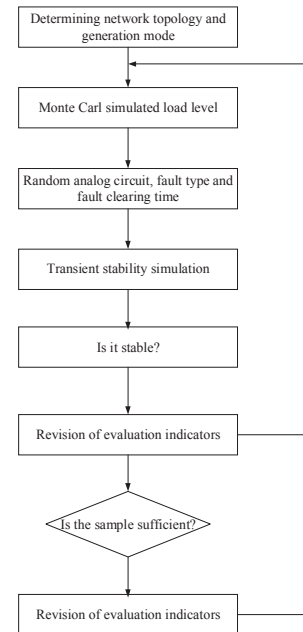 Determining network topology and
generation mode
Monte Carl simulated load level
Random analog circuit, fault type and
fault clearing time
Transient stability simulation
Is it stable?
Revision of evaluation indicators
Is the sample sufficient?
Revision of evaluation indicators